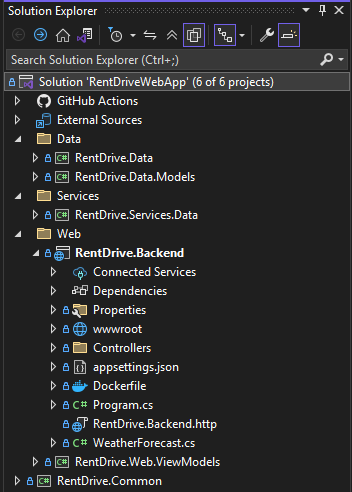 Solution Explorer
Search Solution Explorer (Ctrl+;)
Solution 'RentDriveWebApp' (6 of 6 projects)
GitHub Actions
External Sources
Data
C# RentDrive.Data
C# RentDrive.Data.Models
Services
C# RentDrive.Services.Data
Web
RentDrive.Backend
Connected Services
Dependencies
Properties
wwwroot
Controllers
appsettings.json
Dockerfile
C# Program.cs
RentDrive.Backend.http
C# WeatherForecast.cs
C# RentDrive.Web.ViewModels
C# RentDrive.Common